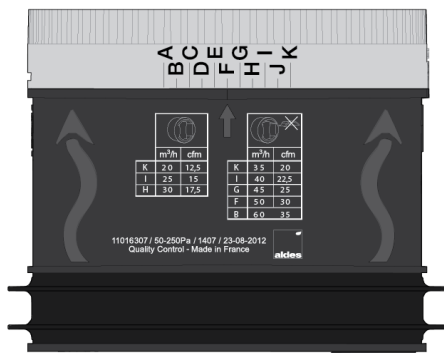 A B C D E F G H I J K
m³/h cfm
K 20 12,5
I 25 15
H 30 17,5
m³/h cfm
K 35 20
I 40 22,5
G 45 25
F 50 30
B 60 35
11016307 / 50-250Pa / 1407 / 23-08-2012
Quality Control - Made in France
aldes